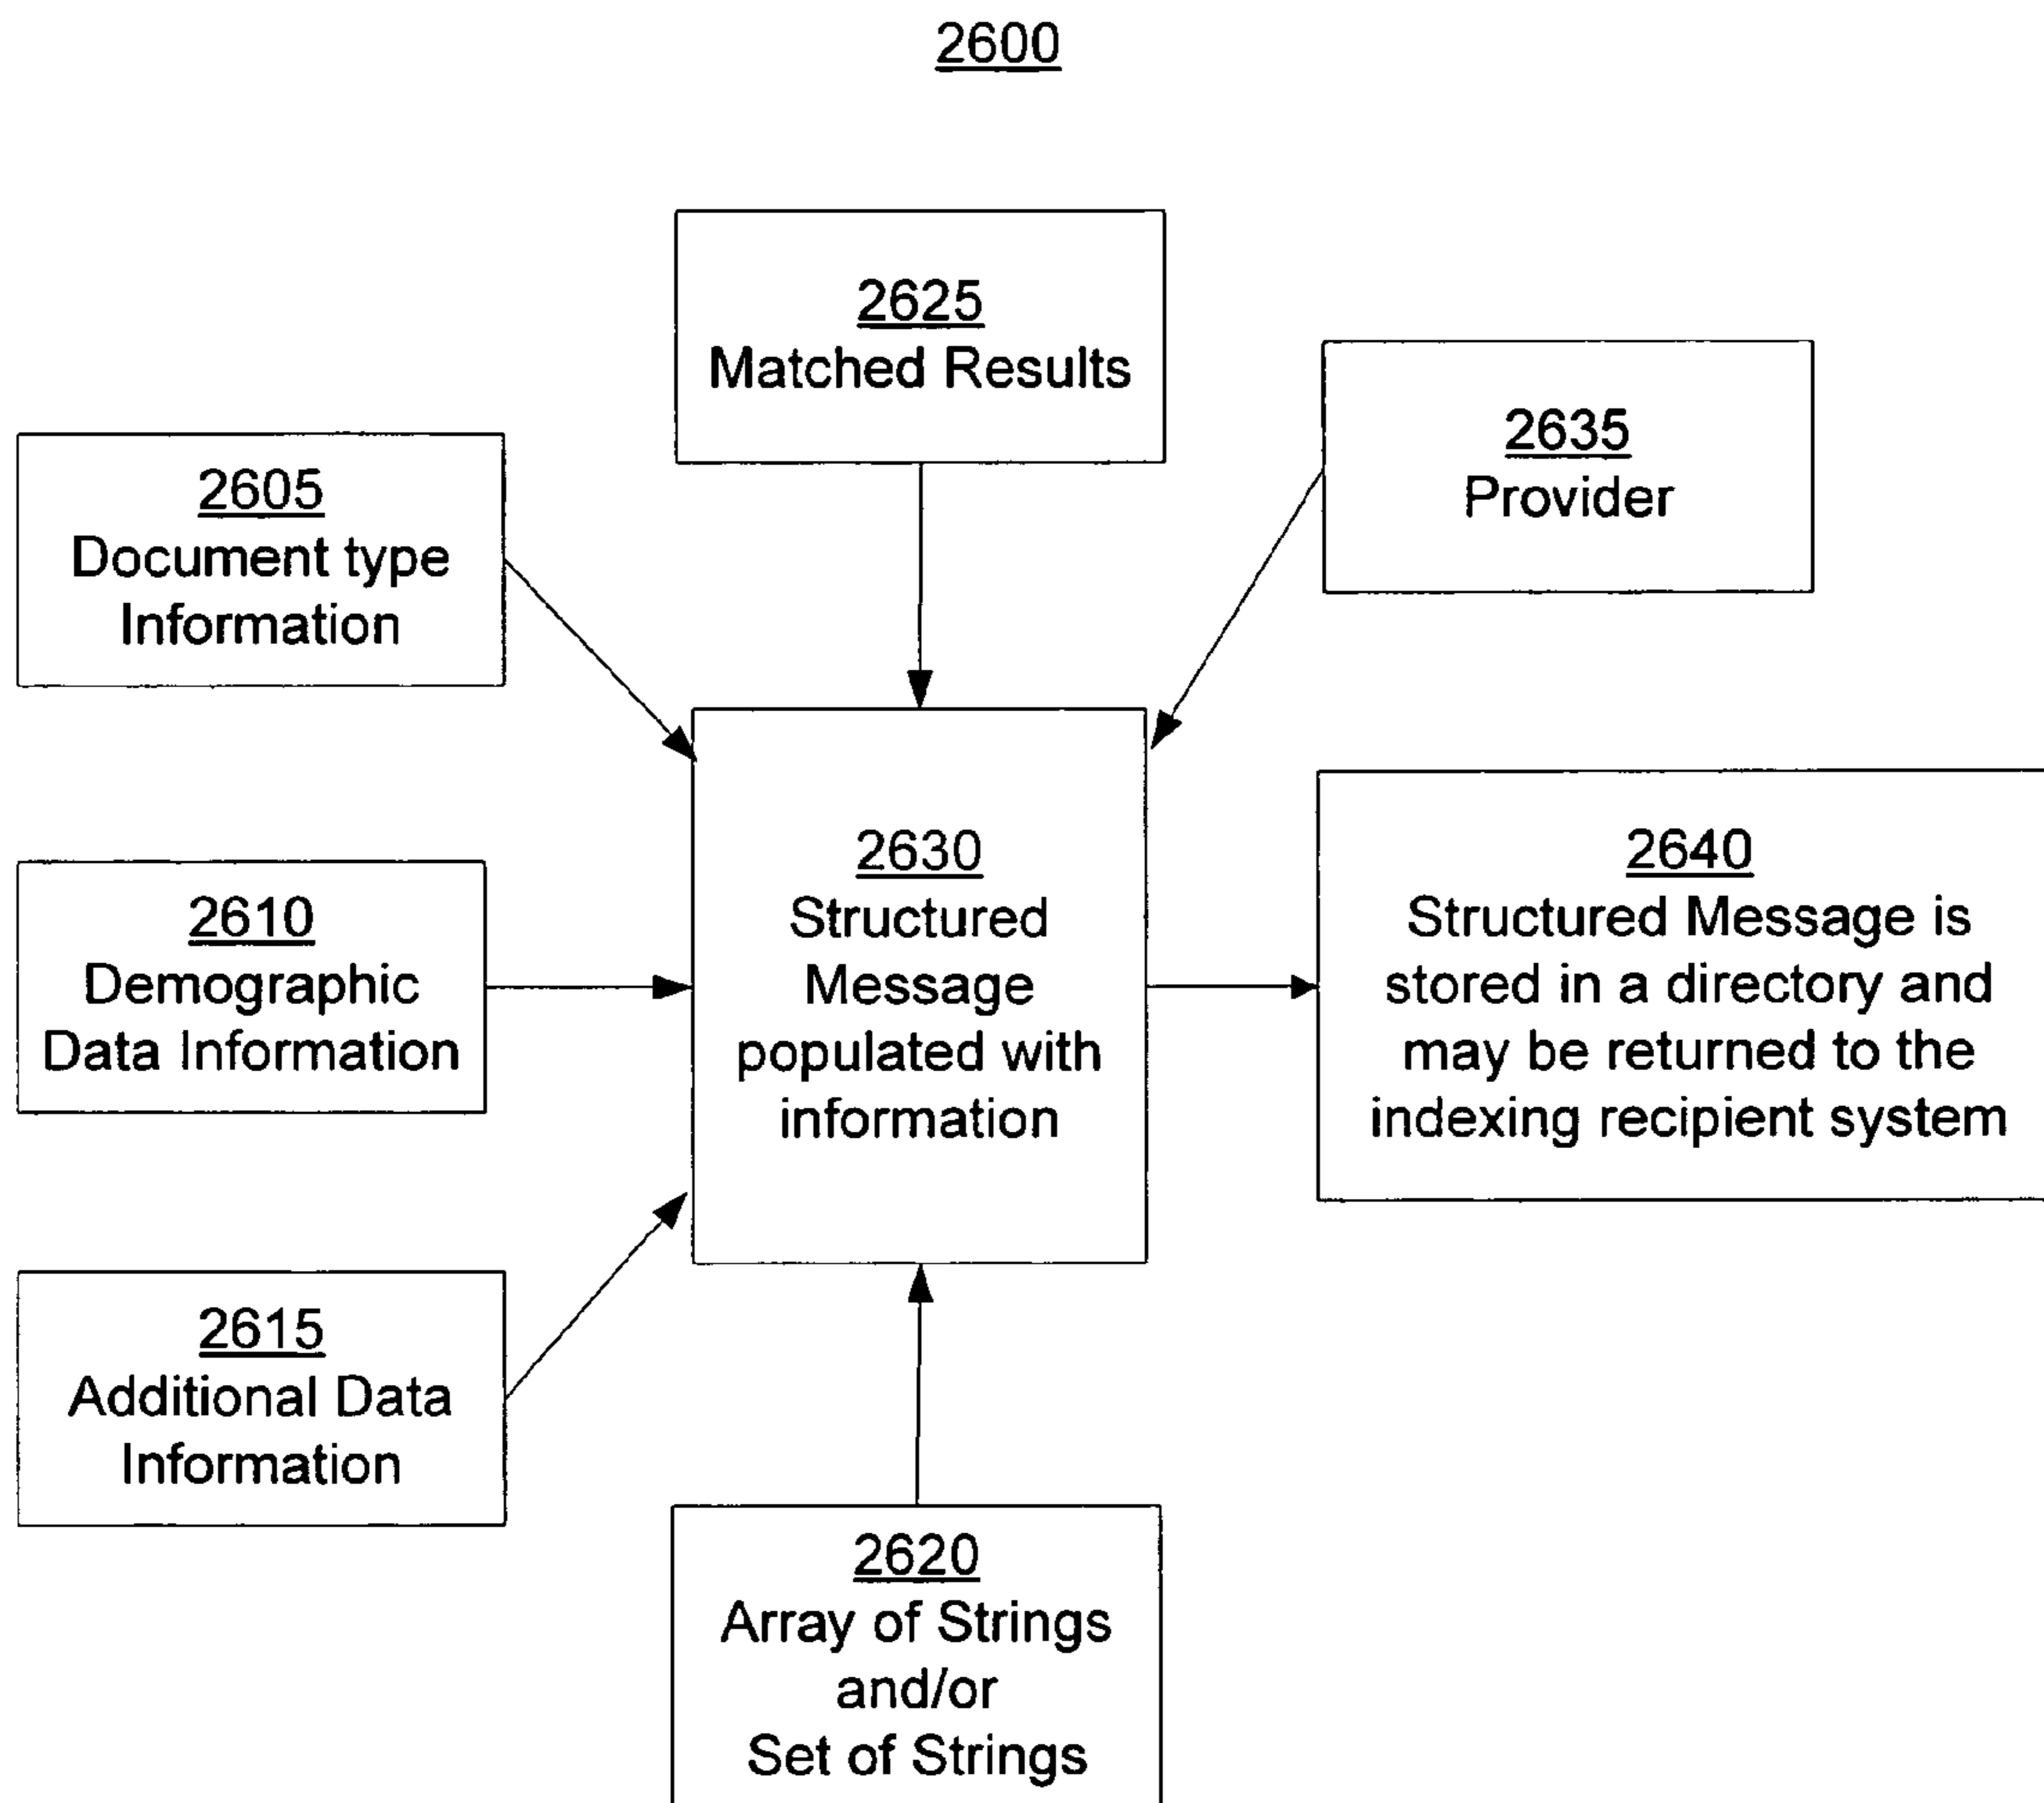 2600
2625
Matched Results
2635
Provider
2605
Document type
Information
2630
Structured
Message
populated with
information
2640
Structured Message is
stored in a directory and
may be returned to the
indexing recipient system
2610
Demographic
Data Information
2615
Additional Data
Information
2620
Array of Strings
and/or
Set of Strings